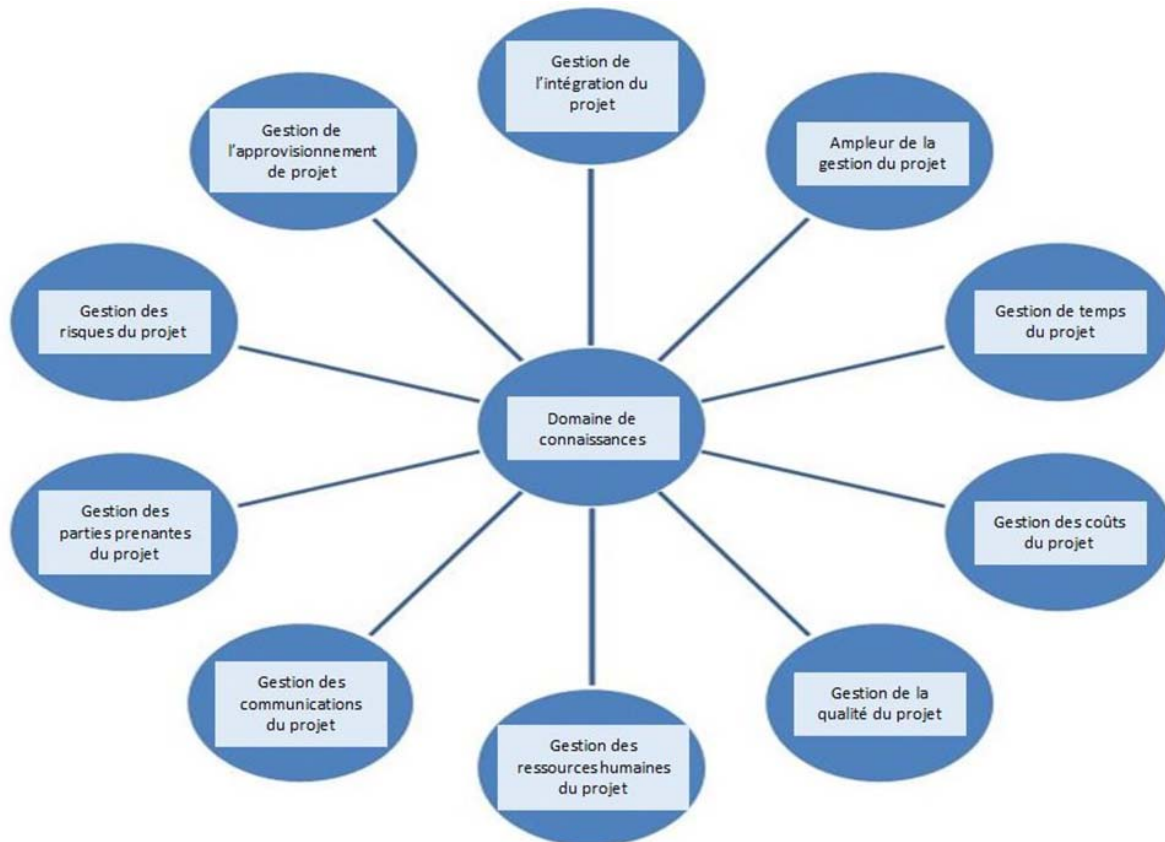 Gestion de
l'intégration du
projet
Ampleur de la
gestion du projet
Gestion de temps
du projet
Gestion des coûts
du projet
Gestion de la
qualité du projet
Gestion des
ressources humaines
du projet
Gestion des
communications
du projet
Gestion des
parties prenantes
du projet
Gestion des
risques du projet
Gestion de
l'approvisionnement
de projet
Domaine de
connaissances